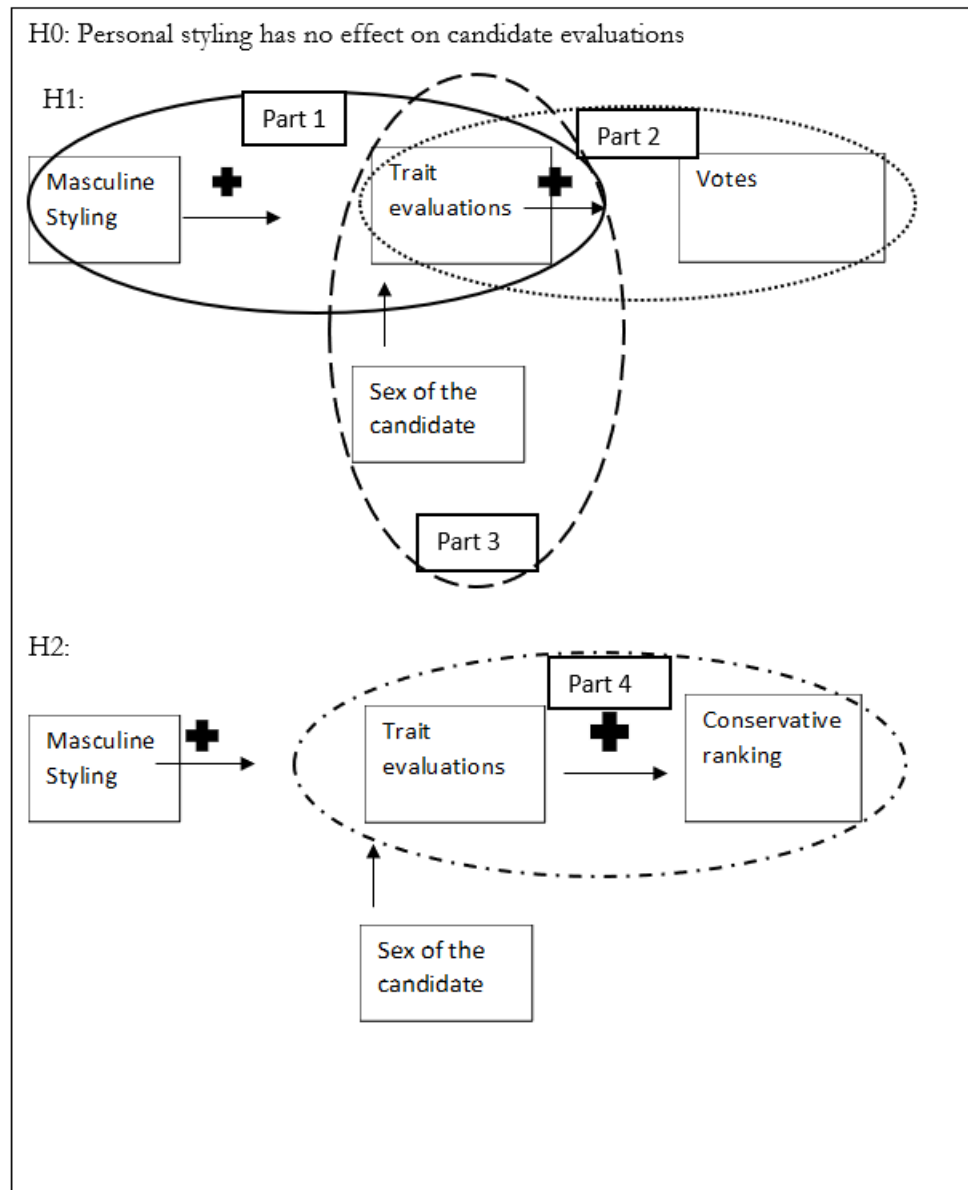 H0: Personal styling has no effect on candidate evaluations
H1:
Part 1
Part 2
Masculine
Styling
Trait
evaluations
Votes
Sex of the
candidate
Part 3
H2:
Part 4
Masculine
Styling
Trait
evaluations
Conservative
ranking
Sex of the
candidate